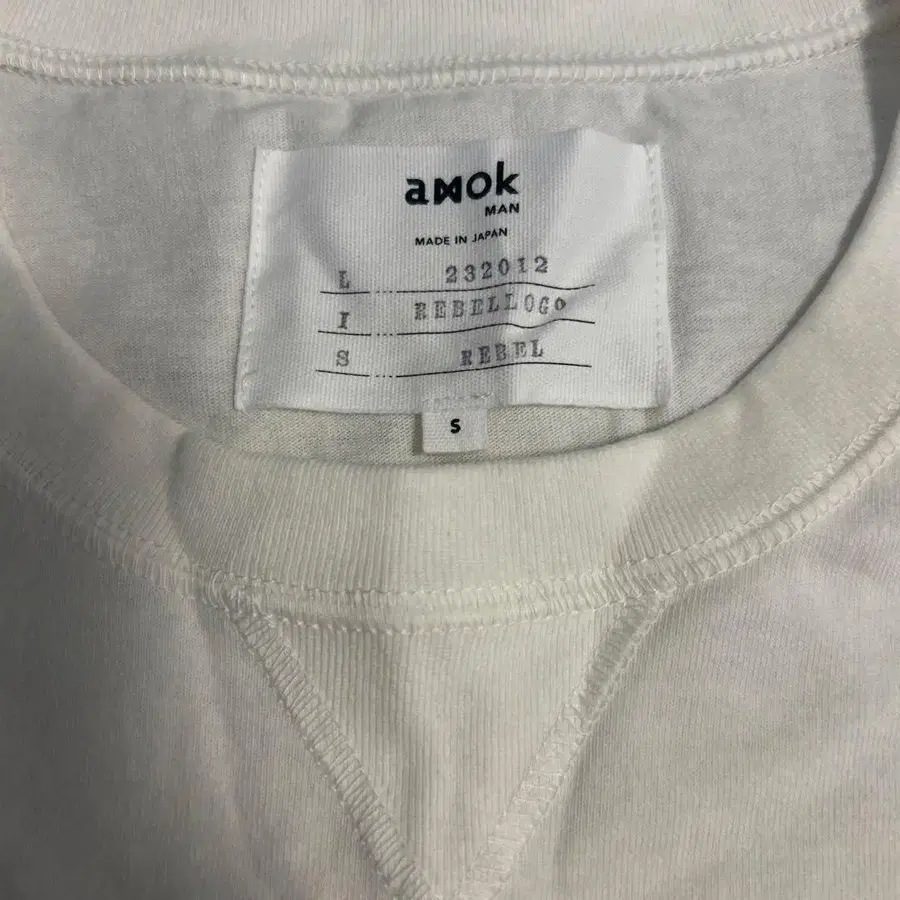 amok
MAN
MADE IN JAPAN
L ... 232012
I ... REBELLOGO
S ... REBEL
S